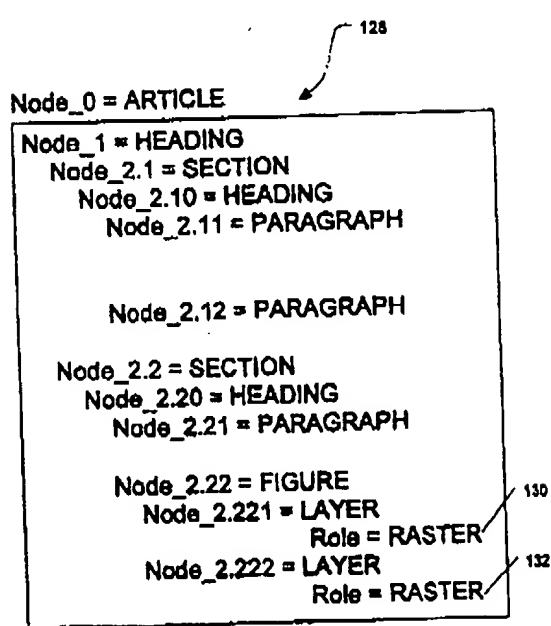 128
Node_0 = ARTICLE
Node_1 = HEADING
Node_2.1 = SECTION
Node_2.10 = HEADING
Node_2.11 = PARAGRAPH
Node_2.12 = PARAGRAPH
Node_2.2 = SECTION
Node_2.20 = HEADING
Node_2.21 = PARAGRAPH
Node_2.22 = FIGURE
Node_2.221 = LAYER
Role = RASTER 130
Node_2.222 = LAYER
Role = RASTER 132